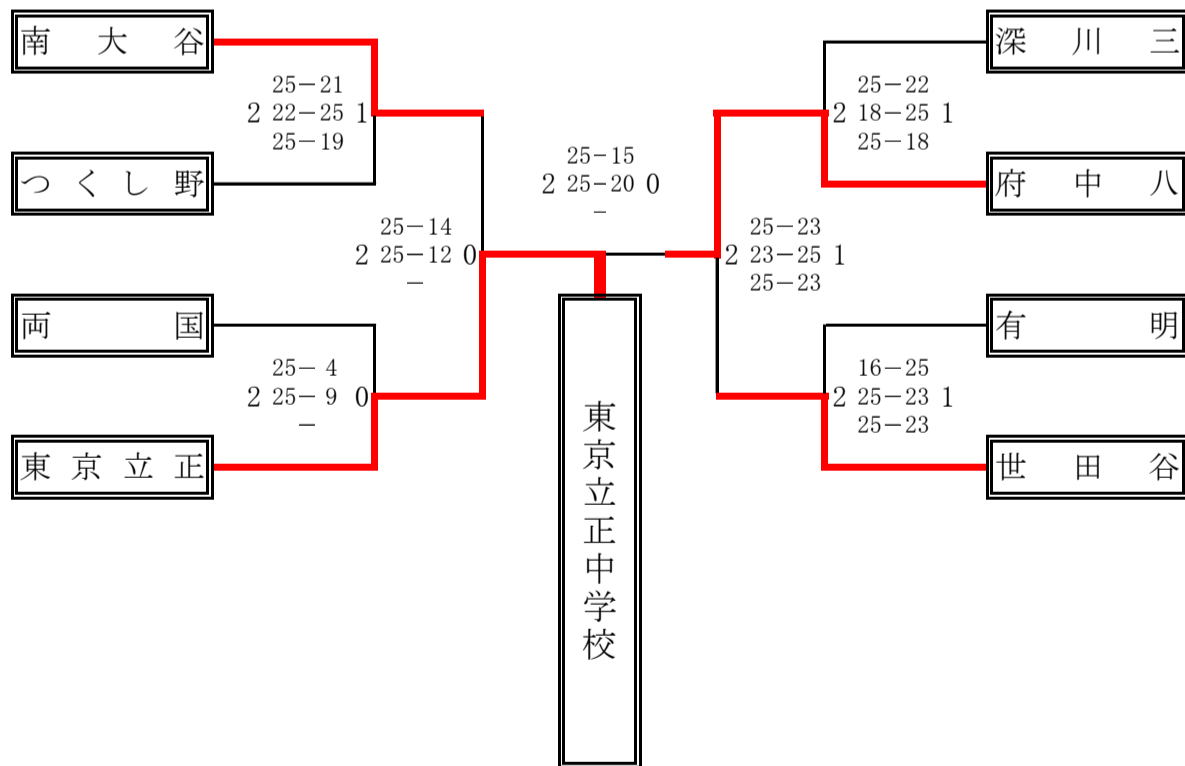 南大谷
25-21
2 22-25 1
25-19
つくし野
25-14
2 25-12 0
-
両国
25- 4
2 25- 9 0
-
東京立正
25-15
2 25-20 0
-
東京立正中学校
深川三
25-22
2 18-25 1
25-18
府中八
25-23
2 23-25 1
25-23
有明
16-25
2 25-23 1
25-23
世田谷